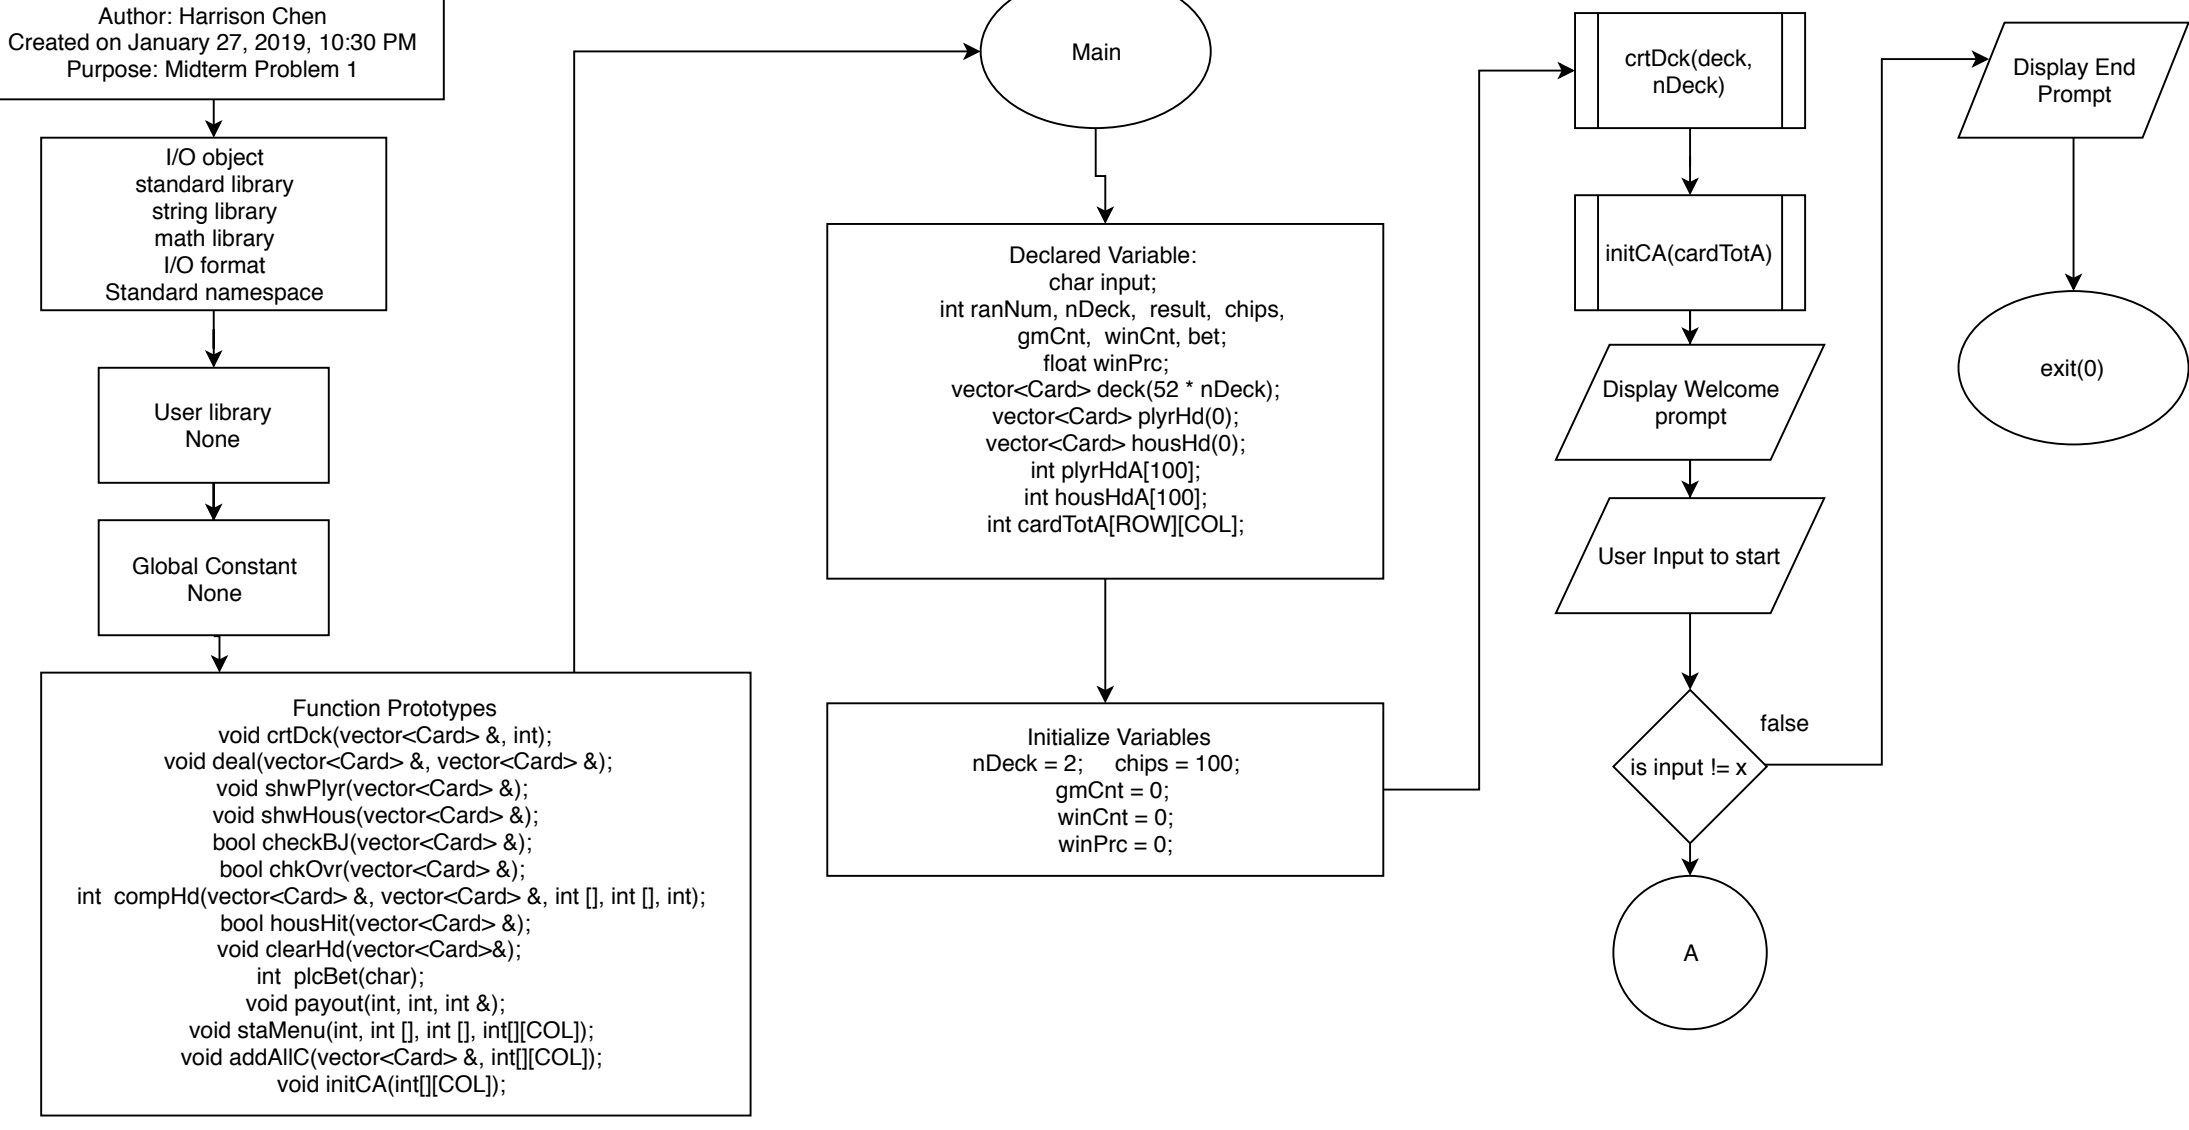 Author: Harrison Chen
Created on January 27, 2019, 10:30 PM
Purpose: Midterm Problem 1
I/O object
standard library
string library
math library
I/O format
Standard namespace
User library
None
Global Constant
None
Function Prototypes
void crtDck(vector<Card> &, int);
void deal(vector<Card> &, vector<Card> &);
void shwPlyr(vector<Card> &);
void shwHous(vector<Card> &);
bool checkBJ(vector<Card> &);
bool chkOvr(vector<Card> &);
int  compHd(vector<Card> &, vector<Card> &, int [], int [], int);
bool housHit(vector<Card> &);
void clearHd(vector<Card>&);
int  plcBet(char);
void payout(int, int, int &);
void staMenu(int, int [], int [], int[][COL]);
void addAllC(vector<Card> &, int[][COL]);
void initCA(int[][COL]);
Main
Declared Variable:
char input;
int ranNum, nDeck,  result,  chips,
gmCnt,  winCnt, bet;
float winPrc;
vector<Card> deck(52 * nDeck);
vector<Card> plyrHd(0);
vector<Card> housHd(0);
int plyrHdA[100];
int housHdA[100];
int cardTotA[ROW][COL];
Initialize Variables
nDeck = 2;     chips = 100;
gmCnt = 0;
winCnt = 0;
winPrc = 0;
crtDck(deck,
nDeck)
initCA(cardTotA)
Display Welcome
prompt
User Input to start
is input != x
false
A
Display End
Prompt
exit(0)